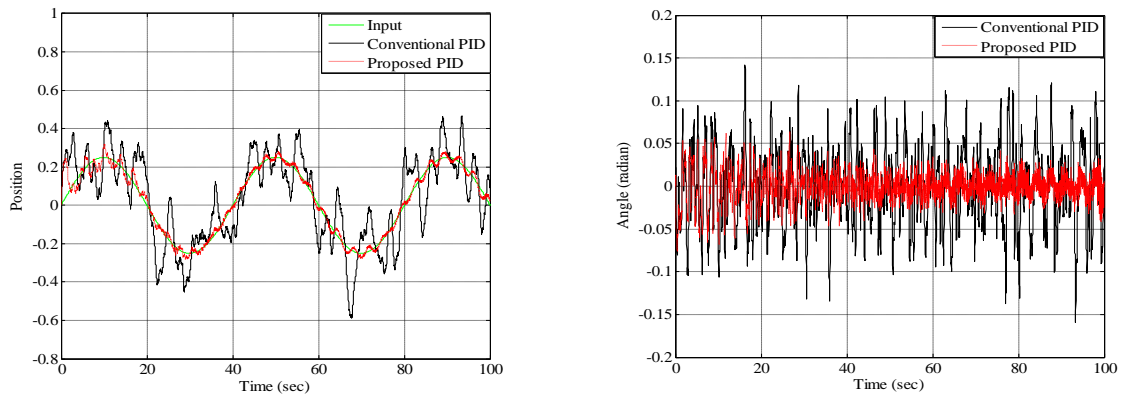 1
0.8
0.6
0.4
0.2
0
-0.2
-0.4
-0.6
-0.8
Position
0 20 40 60 80 100
Time (sec)
Input
Conventional PID
Proposed PID
0.2
0.15
0.1
0.05
0
-0.05
-0.1
-0.15
-0.2
Angle (radian)
0 20 40 60 80 100
Time (sec)
Conventional PID
Proposed PID